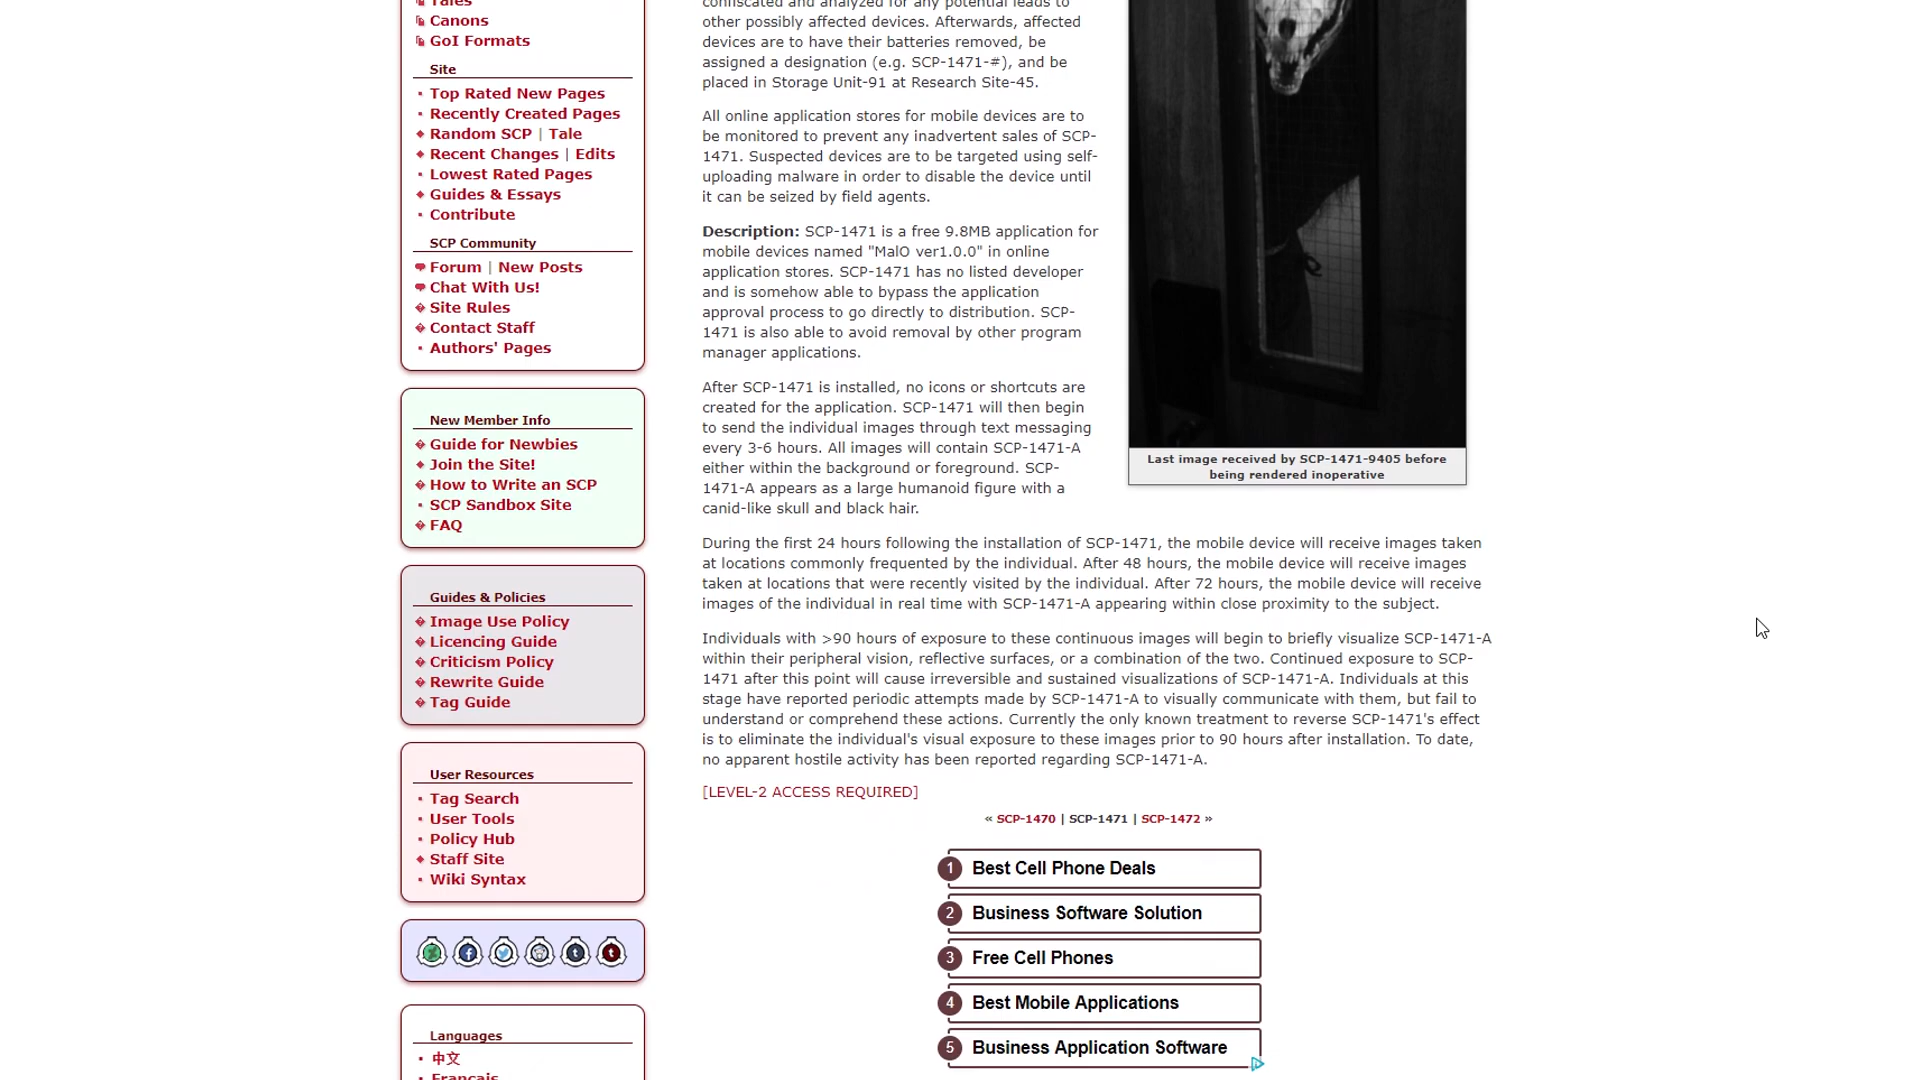 Tales
Canons
GoI Formats
Site
Top Rated New Pages
Recently Created Pages
Random SCP | Tale
Recent Changes | Edits
Lowest Rated Pages
Guides & Essays
Contribute
SCP Community
Forum | New Posts
Chat With Us!
Site Rules
Contact Staff
Authors' Pages
New Member Info
Guide for Newbies
Join the Site!
How to Write an SCP
SCP Sandbox Site
FAQ
Guides & Policies
Image Use Policy
Licencing Guide
Criticism Policy
Rewrite Guide
Tag Guide
User Resources
Tag Search
User Tools
Policy Hub
Staff Site
Wiki Syntax
Languages
中文
Français
confiscated and analyzed for any potential leads to
other possibly affected devices. Afterwards, affected
devices are to have their batteries removed, be
assigned a designation (e.g. SCP-1471-#), and be
placed in Storage Unit-91 at Research Site-45.
All online application stores for mobile devices are to
be monitored to prevent any inadvertent sales of SCP-
1471. Suspected devices are to be targeted using self-
uploading malware in order to disable the device until
it can be seized by field agents.
Description: SCP-1471 is a free 9.8MB application for
mobile devices named "MalO ver1.0.0" in online
application stores. SCP-1471 has no listed developer
and is somehow able to bypass the application
approval process to go directly to distribution. SCP-
1471 is also able to avoid removal by other program
manager applications.
After SCP-1471 is installed, no icons or shortcuts are
created for the application. SCP-1471 will then begin
to send the individual images through text messaging
every 3-6 hours. All images will contain SCP-1471-A
either within the background or foreground. SCP-
1471-A appears as a large humanoid figure with a
canid-like skull and black hair.
Last image received by SCP-1471-9405 before
being rendered inoperative
During the first 24 hours following the installation of SCP-1471, the mobile device will receive images taken
at locations commonly frequented by the individual. After 48 hours, the mobile device will receive images
taken at locations that were recently visited by the individual. After 72 hours, the mobile device will receive
images of the individual in real time with SCP-1471-A appearing within close proximity to the subject.
Individuals with >90 hours of exposure to these continuous images will begin to briefly visualize SCP-1471-A
within their peripheral vision, reflective surfaces, or a combination of the two. Continued exposure to SCP-
1471 after this point will cause irreversible and sustained visualizations of SCP-1471-A. Individuals at this
stage have reported periodic attempts made by SCP-1471-A to visually communicate with them, but fail to
understand or comprehend these actions. Currently the only known treatment to reverse SCP-1471's effect
is to eliminate the individual's visual exposure to these images prior to 90 hours after installation. To date,
no apparent hostile activity has been reported regarding SCP-1471-A.
[LEVEL-2 ACCESS REQUIRED]
« SCP-1470 | SCP-1471 | SCP-1472 »
1 Best Cell Phone Deals
2 Business Software Solution
3 Free Cell Phones
4 Best Mobile Applications
5 Business Application Software